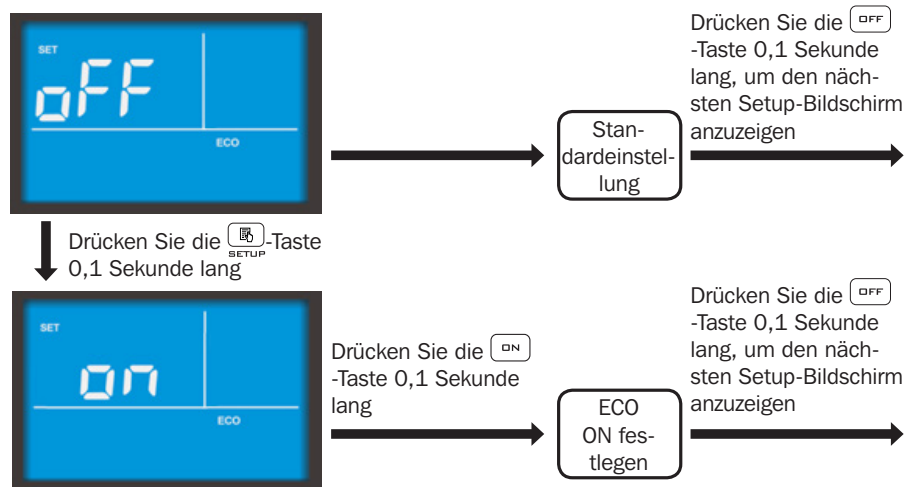 SET
oFF
ECO
Stan-
dardeinstel-
lung
Drücken Sie die OFF
-Taste 0,1 Sekunde
lang, um den näch-
sten Setup-Bildschirm
anzuzeigen
Drücken Sie die SETUP-Taste
0,1 Sekunde lang
SET
on
ECO
Drücken Sie die ON
-Taste 0,1 Sekunde
lang
ECO
ON fes-
tlegen
Drücken Sie die OFF
-Taste 0,1 Sekunde
lang, um den näch-
sten Setup-Bildschirm
anzuzeigen